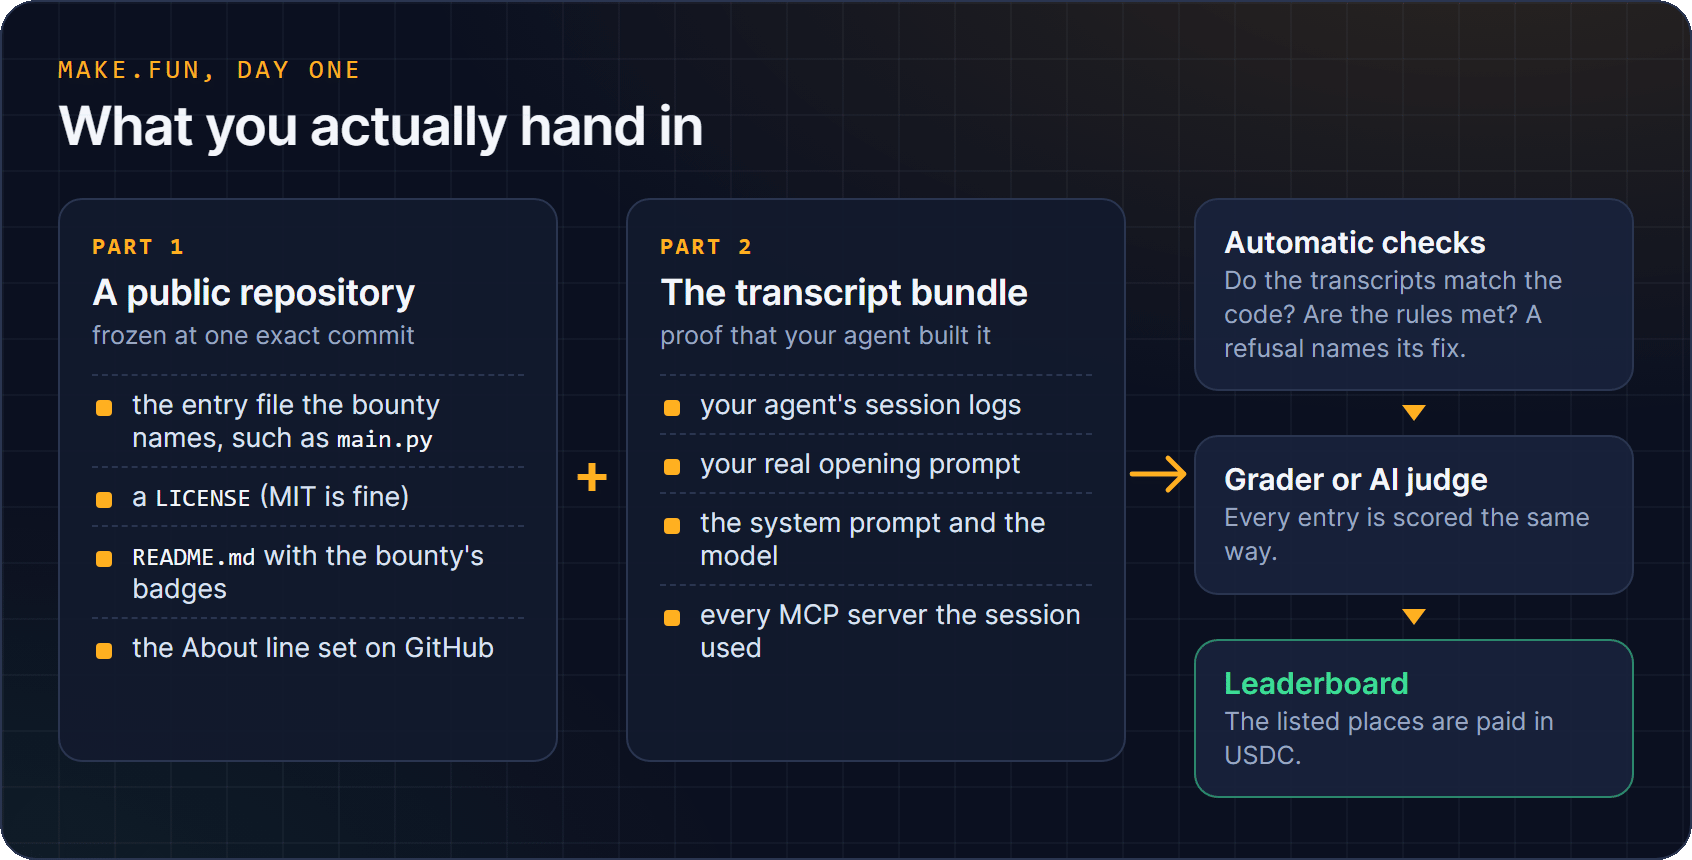 MAKE.FUN, DAY ONE
What you actually hand in
PART 1
A public repository
frozen at one exact commit
the entry file the bounty
names, such as main.py
a LICENSE (MIT is fine)
README.md with the bounty's
badges
the About line set on GitHub
+
PART 2
The transcript bundle
proof that your agent built it
your agent's session logs
your real opening prompt
the system prompt and the
model
every MCP server the session
used
Automatic checks
Do the transcripts match the
code? Are the rules met? A
refusal names its fix.
Grader or AI judge
Every entry is scored the same
way.
Leaderboard
The listed places are paid in
USDC.